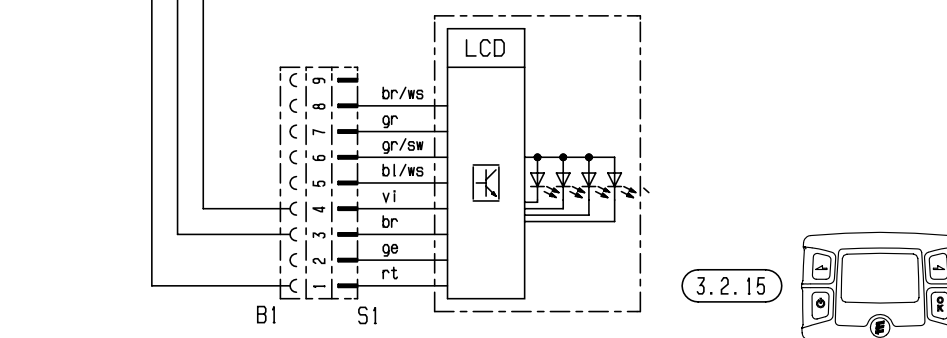 LCD
9
8 br/ws
7 gr
6 gr/sw
5 bl/ws
4 vi
3 br
2 ge
1 rt
B1 S1
3.2.15
OK